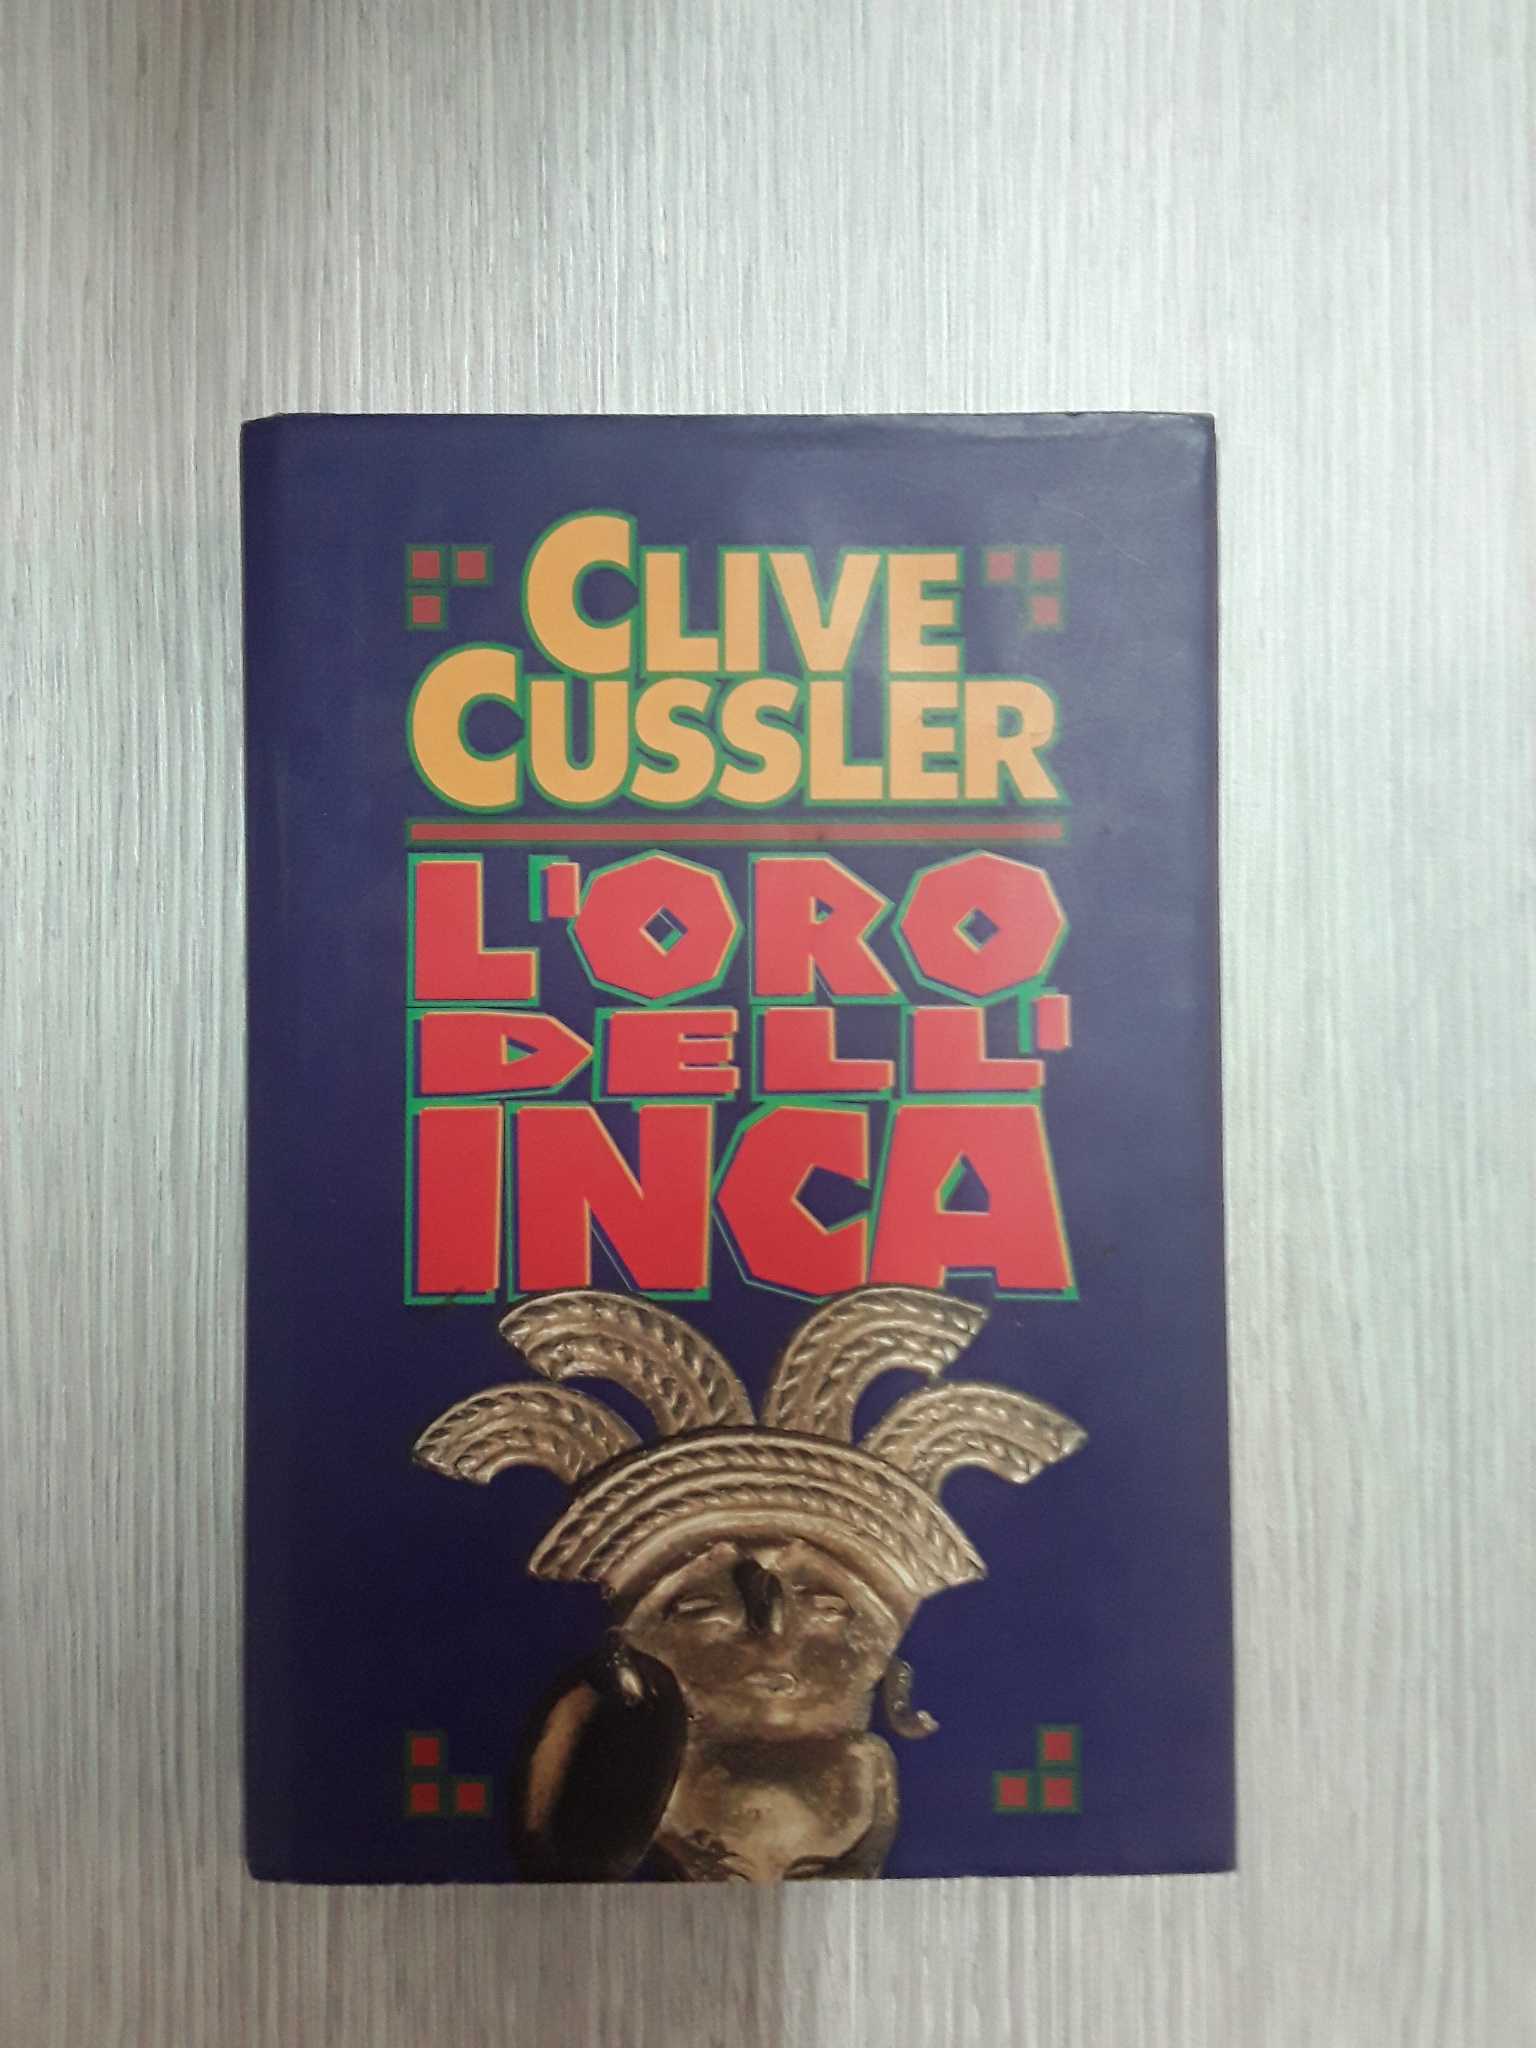 CLIVE
CUSSLER
L'ORO
DELL'
INCA